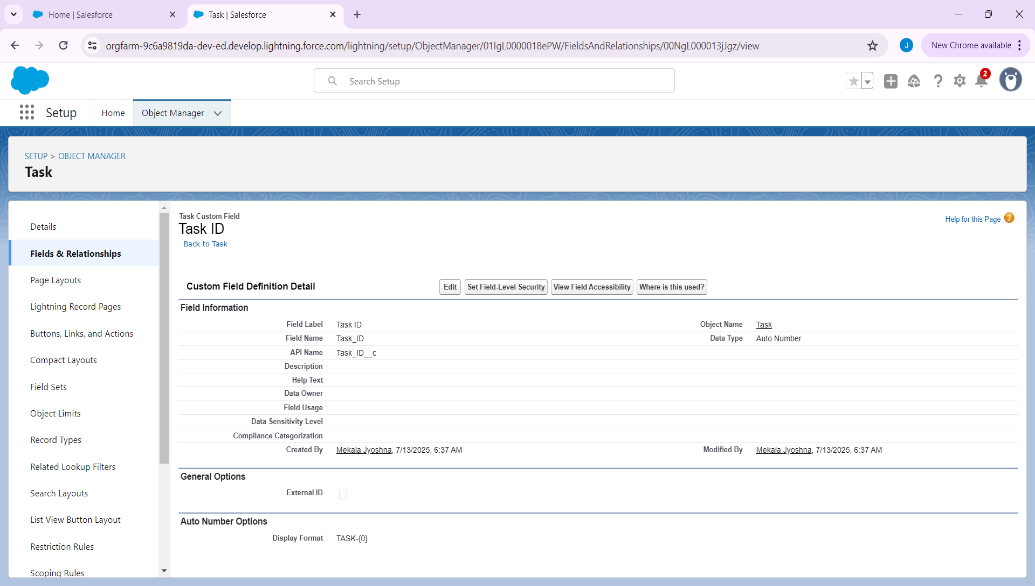 Home | Salesforce
Task | Salesforce
orgfarm-9c6a9819da-dev-ed.develop.lightning.force.com/lightning/setup/ObjectManager/01IgL0000018ePW/FieldsAndRelationships/00NgL000013jJgz/view
J
New Chrome available
Search Setup
2
Setup
Home
Object Manager
SETUP > OBJECT MANAGER
Task
Details
Fields & Relationships
Page Layouts
Lightning Record Pages
Buttons, Links, and Actions
Compact Layouts
Field Sets
Object Limits
Record Types
Related Lookup Filters
Search Layouts
List View Button Layout
Restriction Rules
Scoping Rules
Task Custom Field
Task ID
Back to Task
Help for this Page ?
Custom Field Definition Detail
Edit Set Field-Level Security View Field Accessibility Where is this used?
Field Information
Field Label Task ID Object Name Task
Field Name Task_ID Data Type Auto Number
API Name Task_ID__c
Description
Help Text
Data Owner
Field Usage
Data Sensitivity Level
Compliance Categorization
Created By Mekala Jyoshna, 7/13/2025, 6:37 AM Modified By Mekala Jyoshna, 7/13/2025, 6:37 AM
General Options
External ID
Auto Number Options
Display Format TASK-{0}